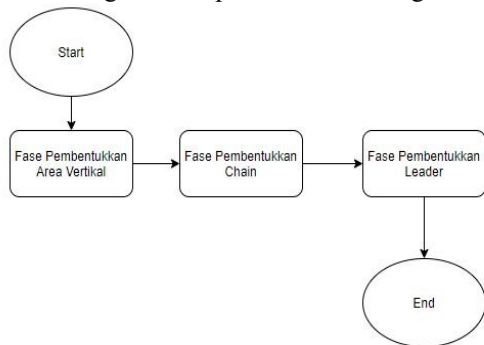 Start
Fase Pembentukkan
Area Vertikal
Fase Pembentukkan
Chain
Fase Pembentukkan
Leader
End